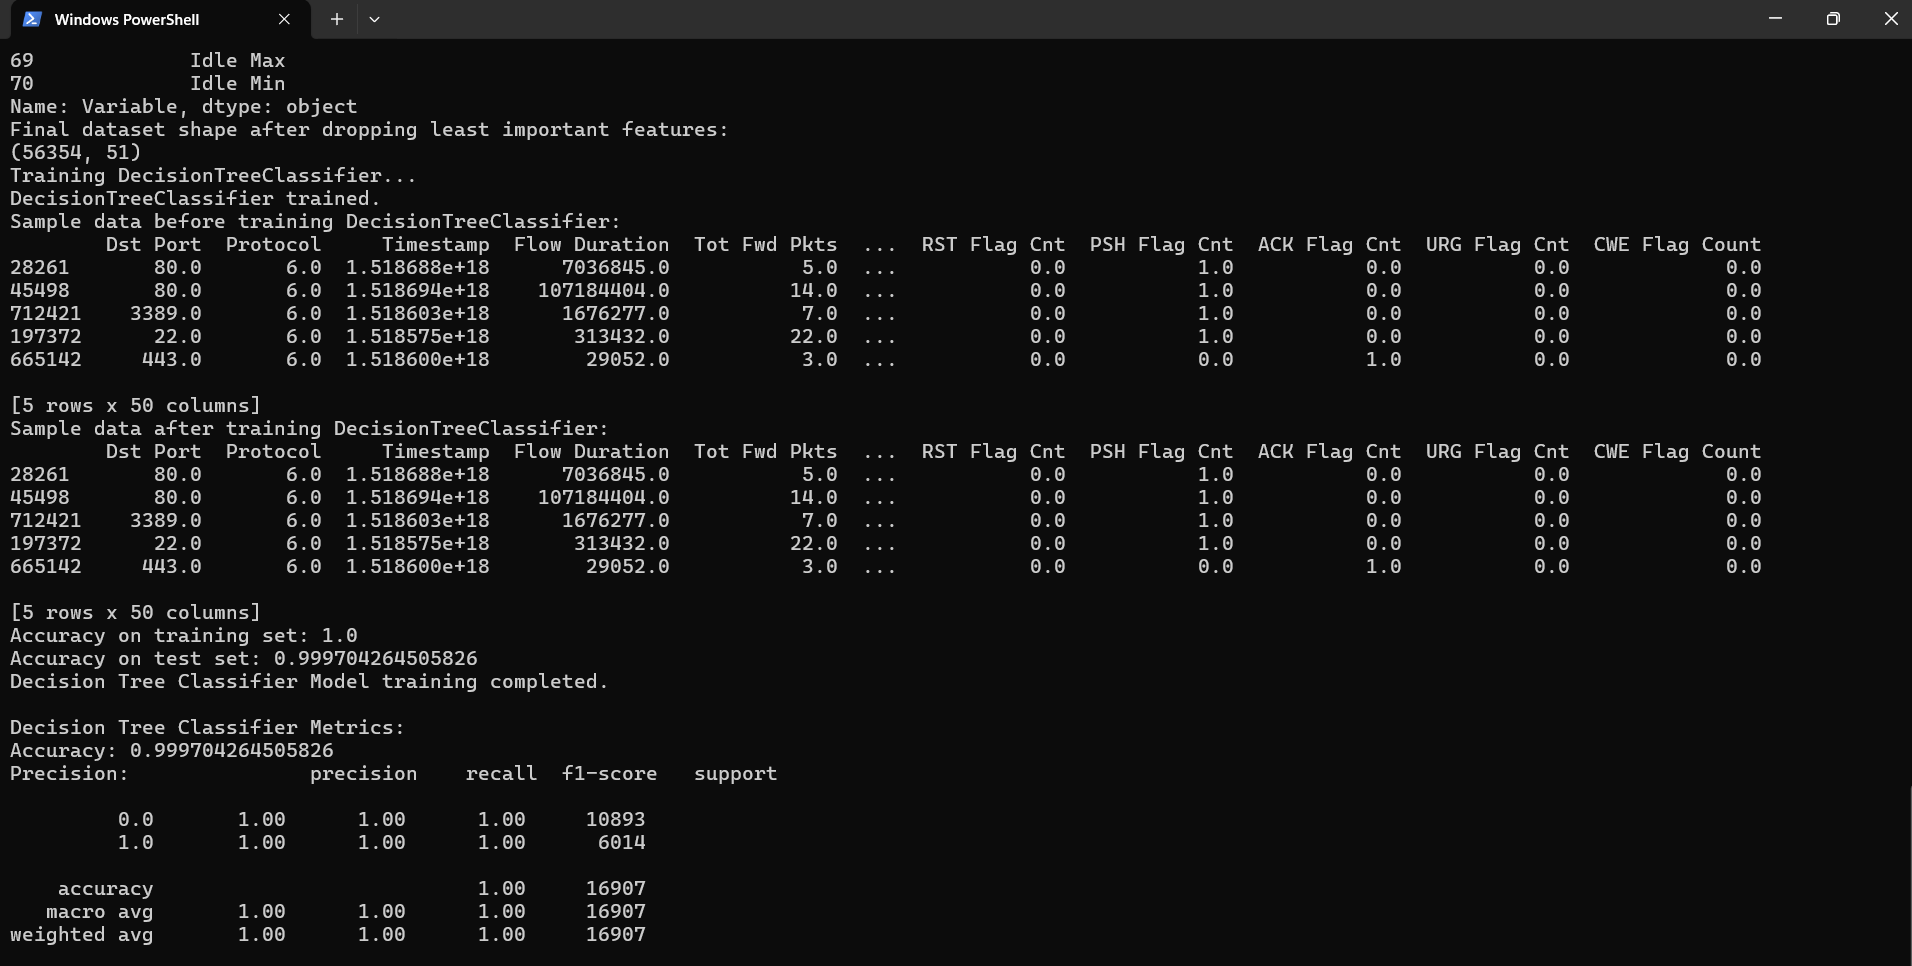 Windows PowerShell
69             Idle Max
70             Idle Min
Name: Variable, dtype: object
Final dataset shape after dropping least important features:
(56354, 51)
Training DecisionTreeClassifier...
DecisionTreeClassifier trained.
Sample data before training DecisionTreeClassifier:
        Dst Port  Protocol     Timestamp  Flow Duration  Tot Fwd Pkts  ...  RST Flag Cnt  PSH Flag Cnt  ACK Flag Cnt  URG Flag Cnt  CWE Flag Count
28261       80.0       6.0  1.518688e+18      7036845.0           5.0  ...           0.0           1.0           0.0           0.0             0.0
45498       80.0       6.0  1.518694e+18    107184404.0          14.0  ...           0.0           1.0           0.0           0.0             0.0
712421    3389.0       6.0  1.518603e+18      1676277.0           7.0  ...           0.0           1.0           0.0           0.0             0.0
197372      22.0       6.0  1.518575e+18       313432.0          22.0  ...           0.0           1.0           0.0           0.0             0.0
665142     443.0       6.0  1.518600e+18        29052.0           3.0  ...           0.0           0.0           1.0           0.0             0.0
[5 rows x 50 columns]
Sample data after training DecisionTreeClassifier:
        Dst Port  Protocol     Timestamp  Flow Duration  Tot Fwd Pkts  ...  RST Flag Cnt  PSH Flag Cnt  ACK Flag Cnt  URG Flag Cnt  CWE Flag Count
28261       80.0       6.0  1.518688e+18      7036845.0           5.0  ...           0.0           1.0           0.0           0.0             0.0
45498       80.0       6.0  1.518694e+18    107184404.0          14.0  ...           0.0           1.0           0.0           0.0             0.0
712421    3389.0       6.0  1.518603e+18      1676277.0           7.0  ...           0.0           1.0           0.0           0.0             0.0
197372      22.0       6.0  1.518575e+18       313432.0          22.0  ...           0.0           1.0           0.0           0.0             0.0
665142     443.0       6.0  1.518600e+18        29052.0           3.0  ...           0.0           0.0           1.0           0.0             0.0
[5 rows x 50 columns]
Accuracy on training set: 1.0
Accuracy on test set: 0.999704264505826
Decision Tree Classifier Model training completed.
Decision Tree Classifier Metrics:
Accuracy: 0.999704264505826
Precision:               precision    recall  f1-score   support
         0.0       1.00      1.00      1.00     10893
         1.0       1.00      1.00      1.00      6014
    accuracy                           1.00     16907
   macro avg       1.00      1.00      1.00     16907
weighted avg       1.00      1.00      1.00     16907